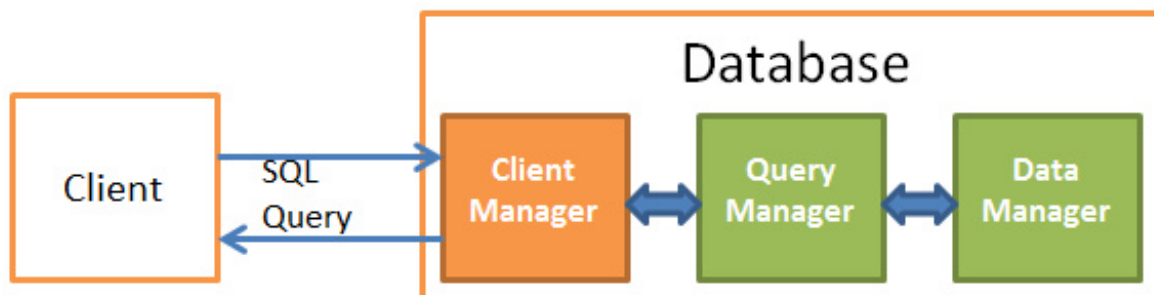 Database
Client
SQL
Query
Client
Manager
Query
Manager
Data
Manager